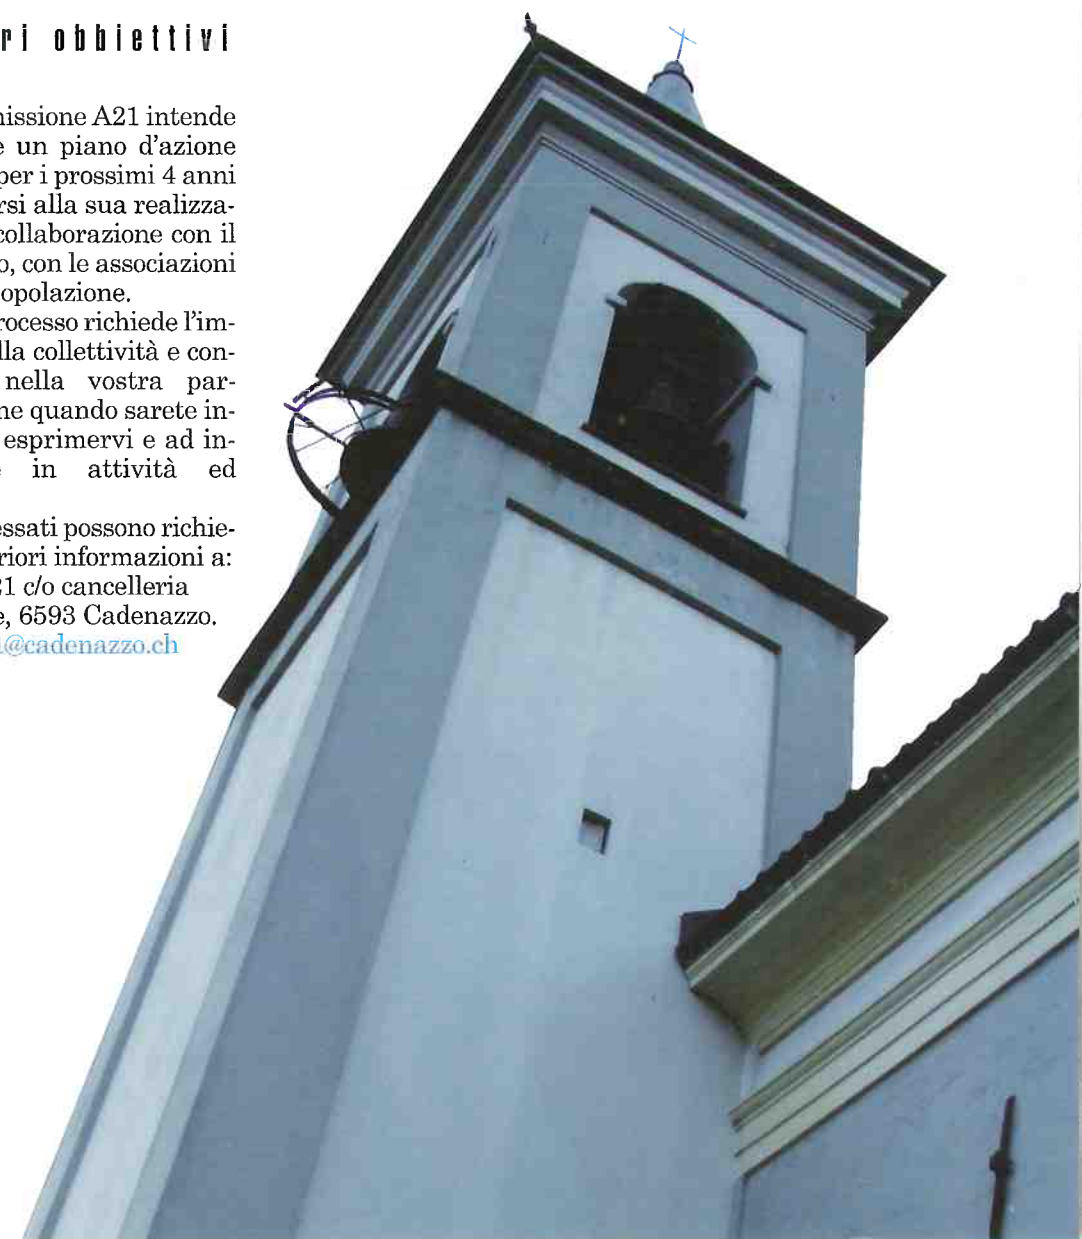 ri obbiettivi
missione A21 intende
e un piano d'azione
per i prossimi 4 anni
rsi alla sua realizza-
collaborazione con il
o, con le associazioni
opolazione.
rocesso richiede l'im-
lla collettività e con-
nella vostra par-
ne quando sarete in-
esprimervi e ad in-
in attività ed
essati possono richie-
riori informazioni a:
21 c/o cancelleria
e, 6593 Cadenazzo.
1@cadenazzo.ch